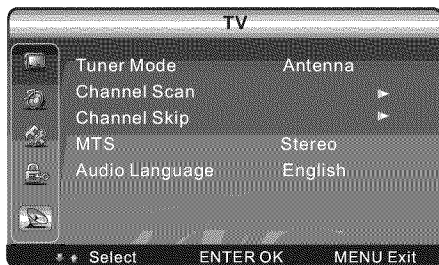 TV
Tuner Mode Antenna
Channel Scan
Channel Skip
MTS Stereo
Audio Language English
Select ENTER OK MENU Exit